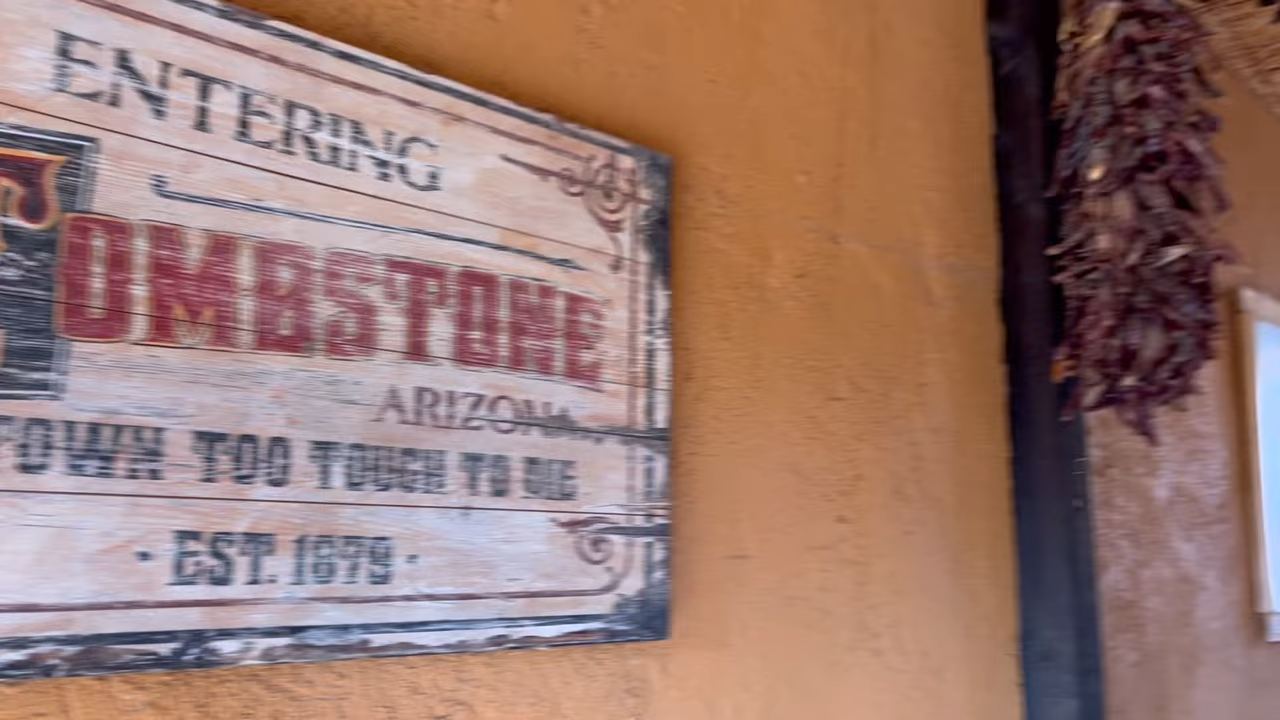 ENTERING
TOMBSTONE
ARIZONA
TOWN TOO TOUGH TO DIE
· EST. 1879 ·